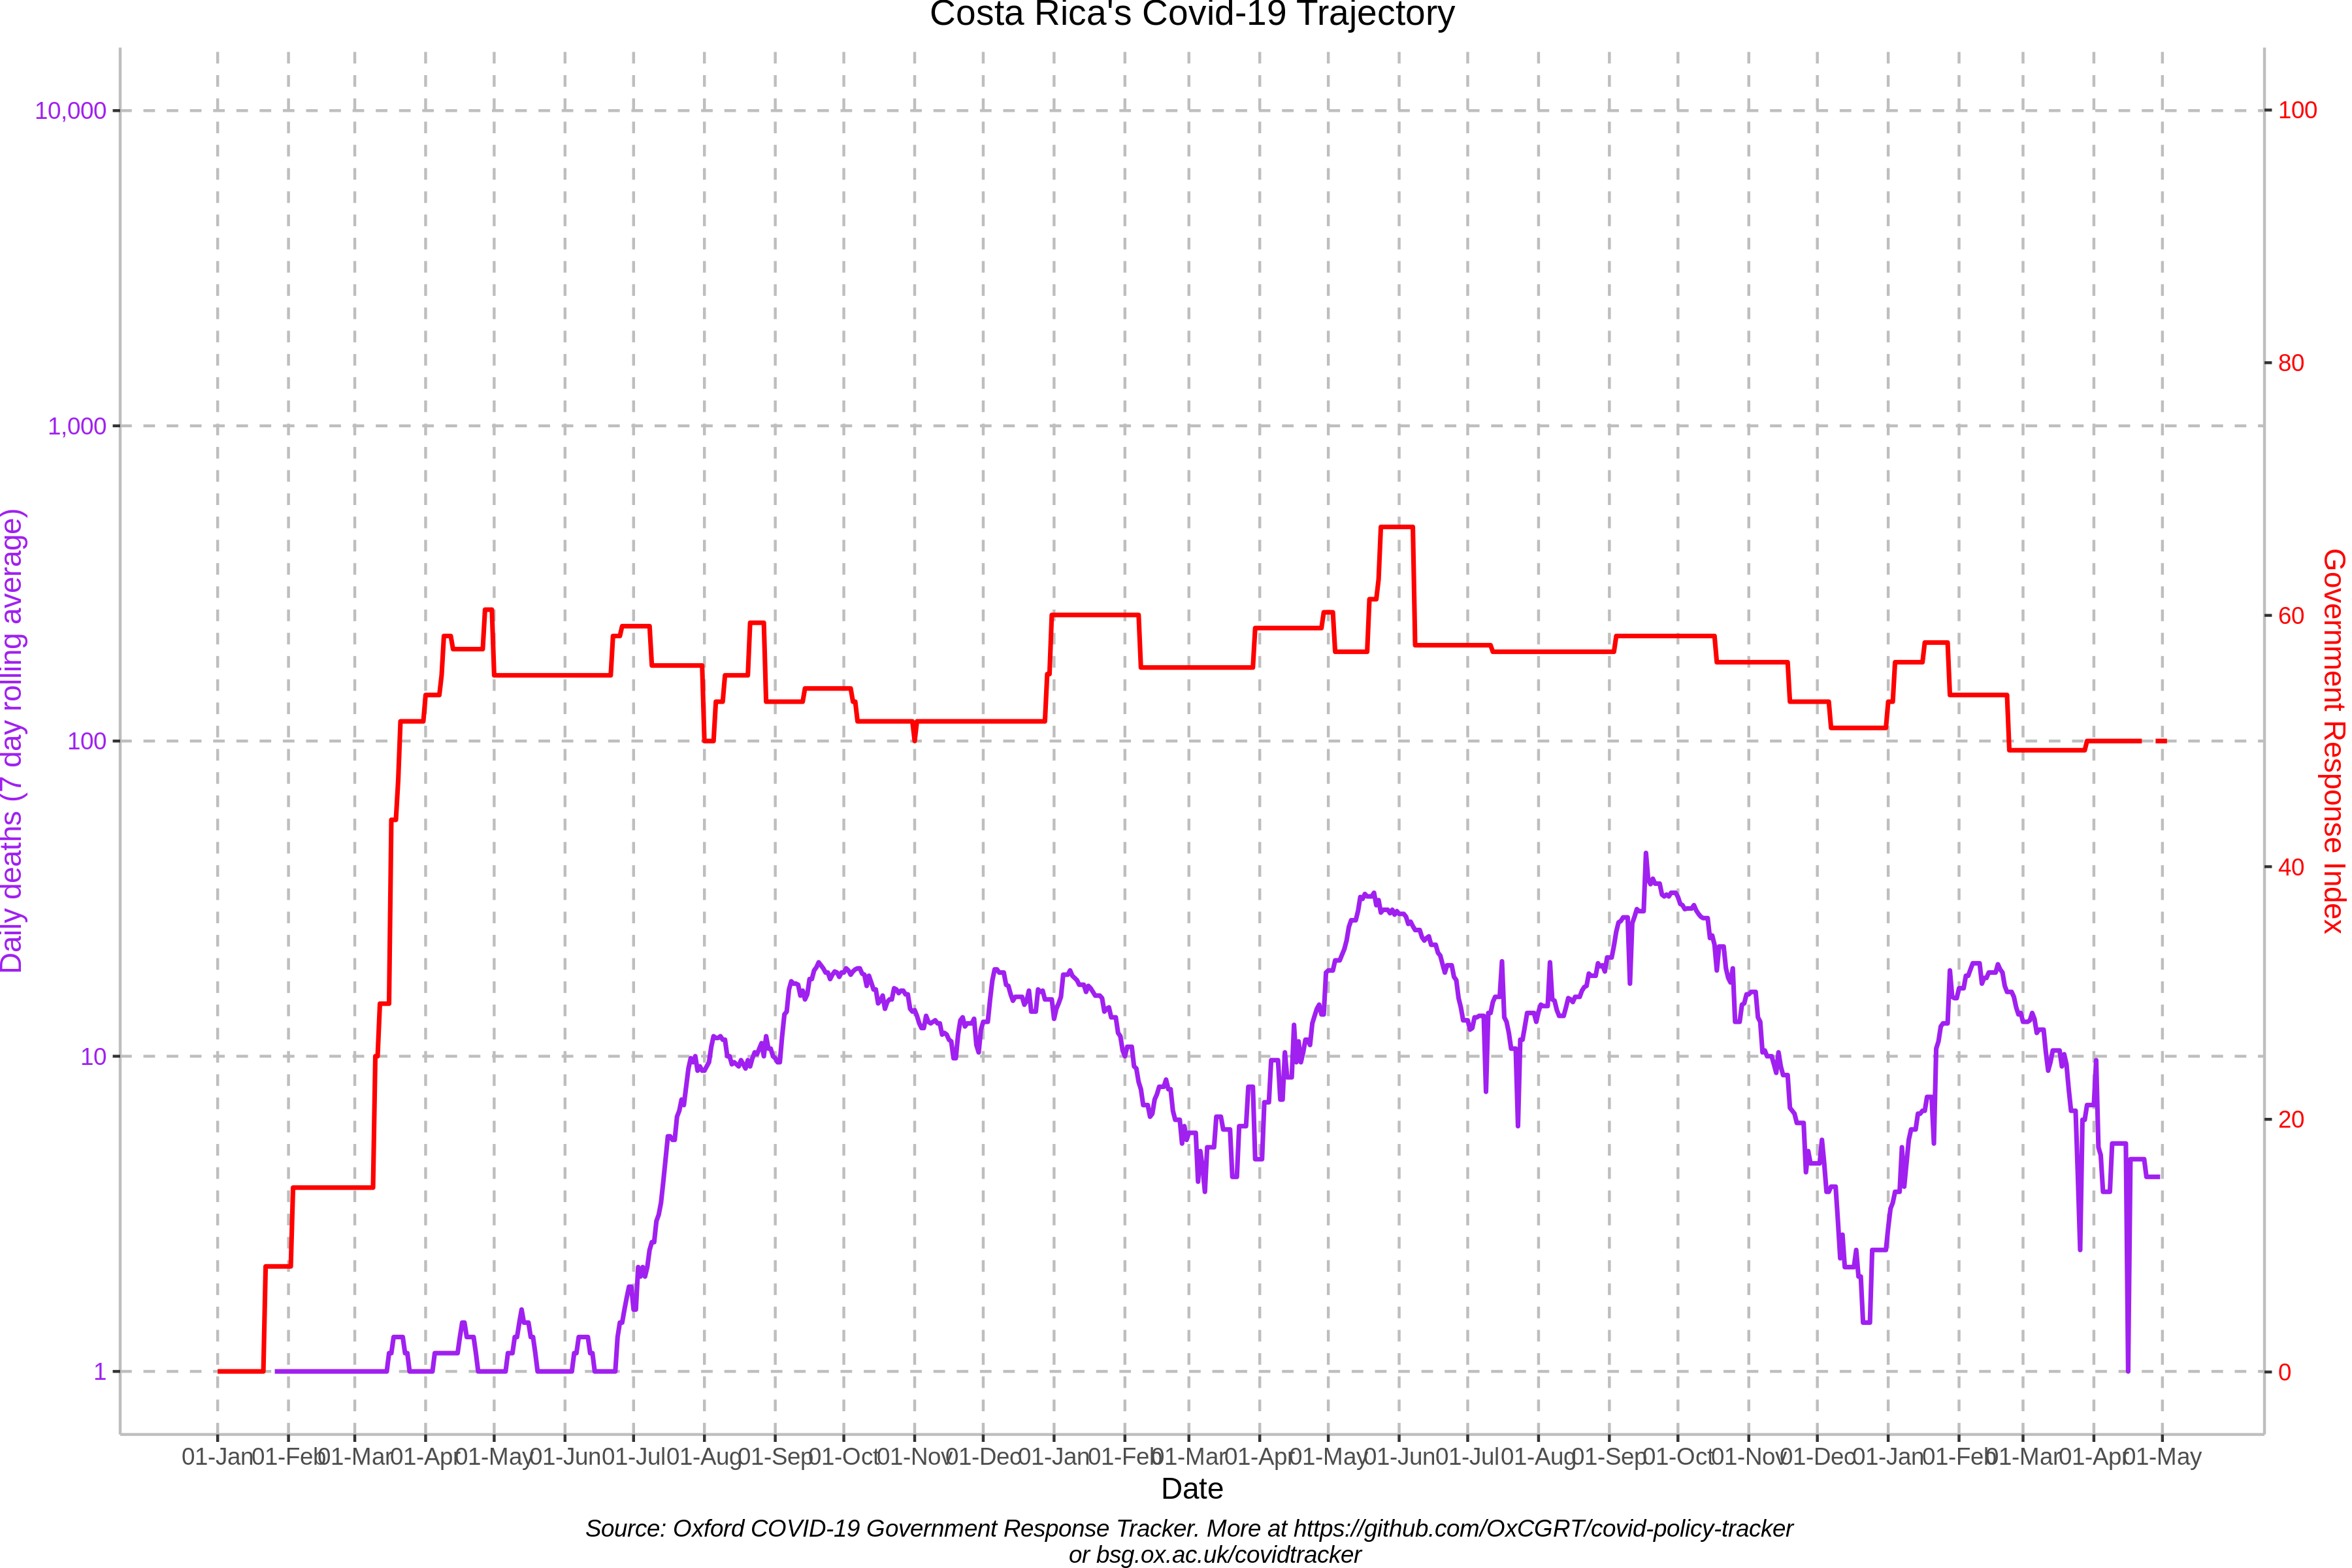 Costa Rica's Covid-19 Trajectory
Daily deaths (7 day rolling average)
10,000
1,000
100
10
1
100
80
60
40
20
0
Government Response Index
01-Jan 01-Feb 01-Mar 01-Apr 01-May 01-Jun 01-Jul 01-Aug 01-Sep 01-Oct 01-Nov 01-Dec 01-Jan 01-Feb 01-Mar 01-Apr 01-May 01-Jun 01-Jul 01-Aug 01-Sep 01-Oct 01-Nov 01-Dec 01-Jan 01-Feb 01-Mar 01-Apr 01-May
Date
Source: Oxford COVID-19 Government Response Tracker. More at https://github.com/OxCGRT/covid-policy-tracker
or bsg.ox.ac.uk/covidtracker